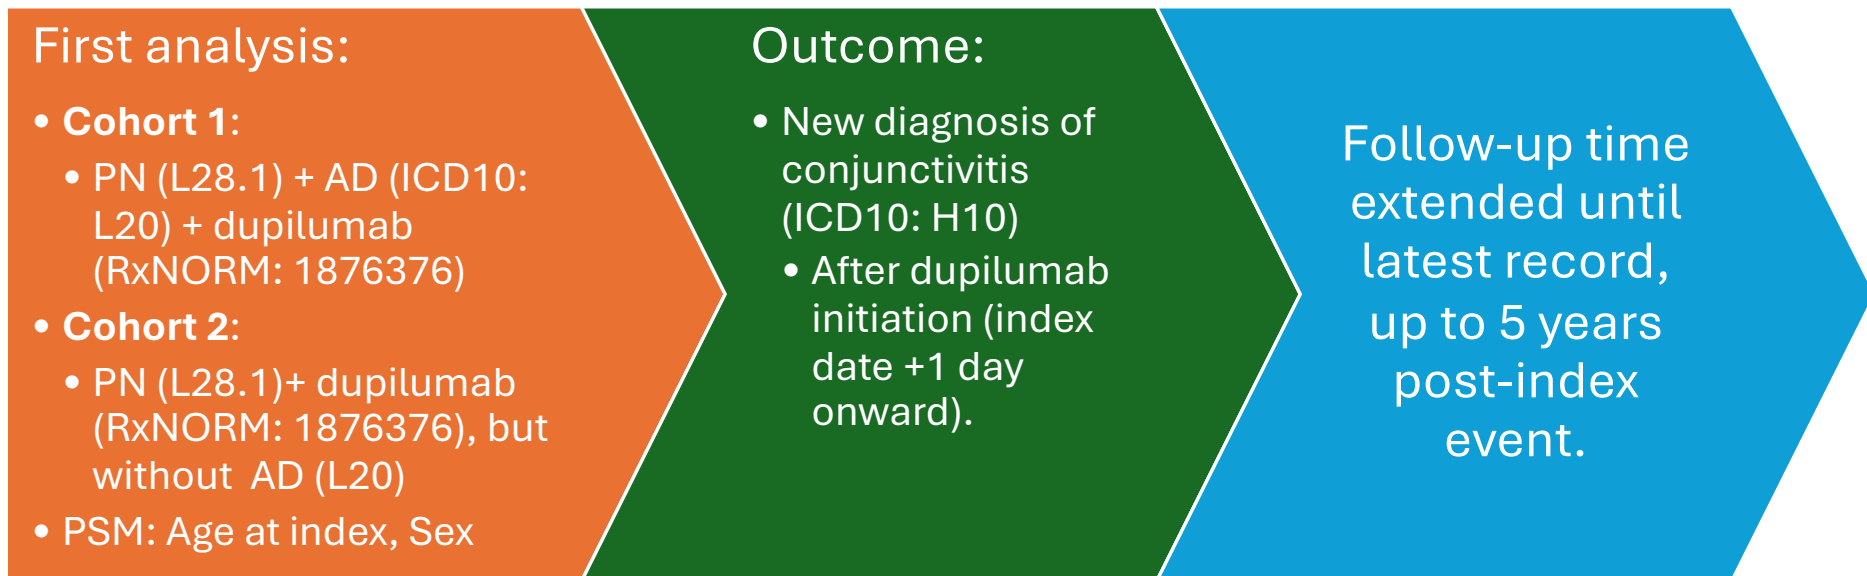 First analysis:
• Cohort 1:
• PN (L28.1) + AD (ICD10:
L20) + dupilumab
(RxNORM: 1876376)
• Cohort 2:
• PN (L28.1)+ dupilumab
(RxNORM: 1876376), but
without  AD (L20)
• PSM: Age at index, Sex
Outcome:
• New diagnosis of
conjunctivitis
(ICD10: H10)
• After dupilumab
initiation (index
date +1 day
onward).
Follow-up time
extended until
latest record,
up to 5 years
post-index
event.